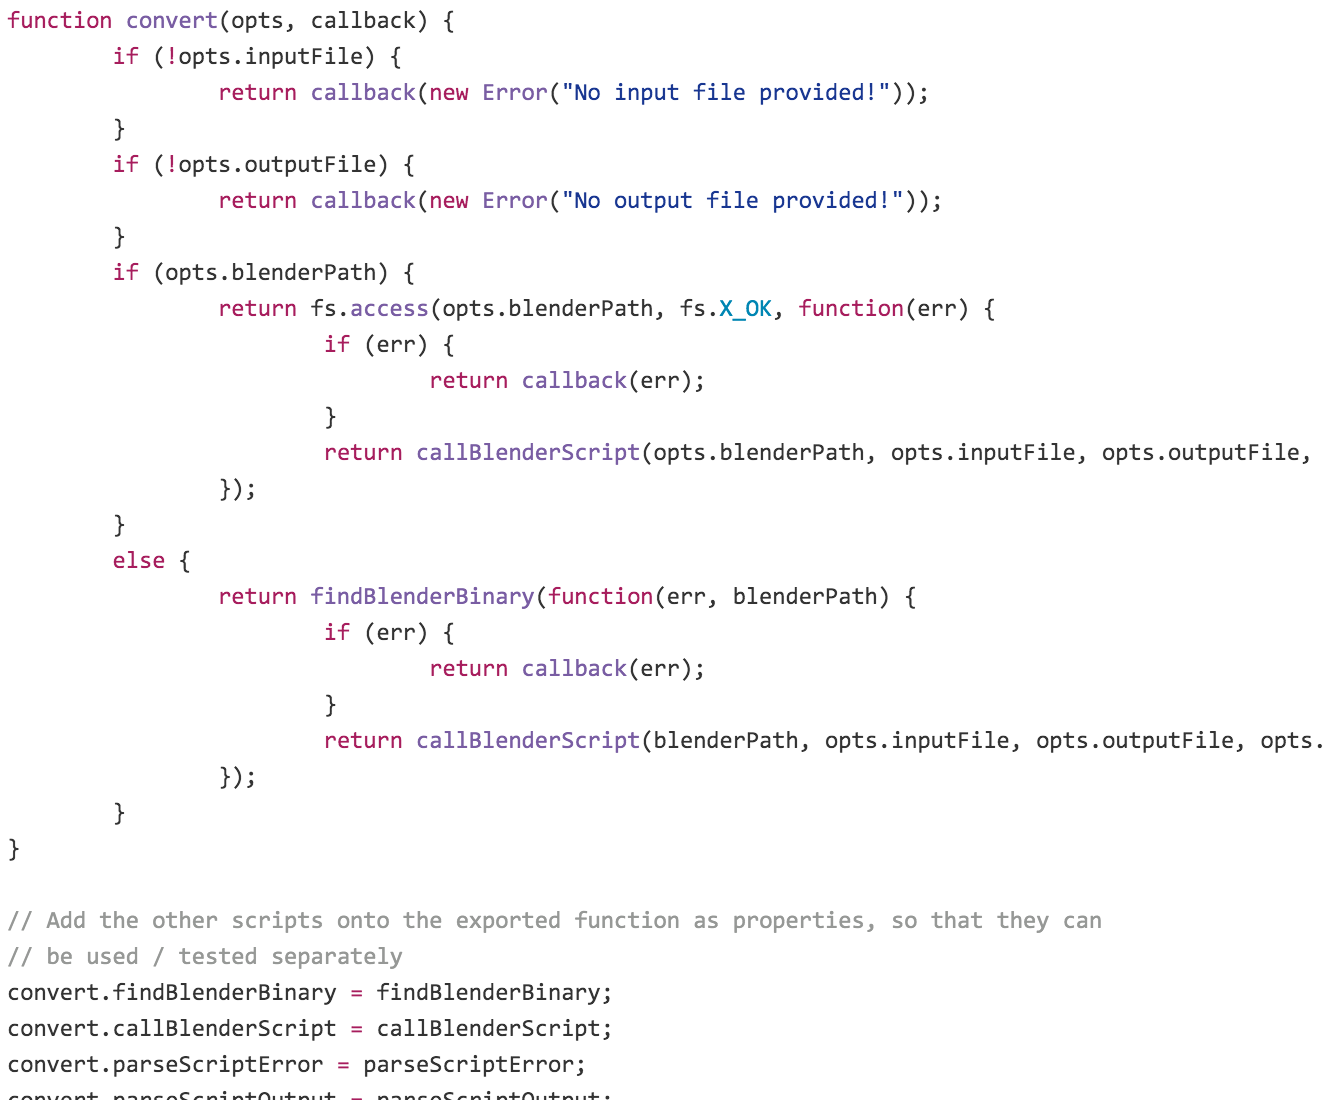 function convert(opts, callback) {
        if (!opts.inputFile) {
                return callback(new Error("No input file provided!"));
        }
        if (!opts.outputFile) {
                return callback(new Error("No output file provided!"));
        }
        if (opts.blenderPath) {
                return fs.access(opts.blenderPath, fs.X_OK, function(err) {
                        if (err) {
                                return callback(err);
                        }
                        return callBlenderScript(opts.blenderPath, opts.inputFile, opts.outputFile,
                });
        }
        else {
                return findBlenderBinary(function(err, blenderPath) {
                        if (err) {
                                return callback(err);
                        }
                        return callBlenderScript(blenderPath, opts.inputFile, opts.outputFile, opts.
                });
        }
}

// Add the other scripts onto the exported function as properties, so that they can
// be used / tested separately
convert.findBlenderBinary = findBlenderBinary;
convert.callBlenderScript = callBlenderScript;
convert.parseScriptError = parseScriptError;
convert.parseScriptOutput = parseScriptOutput;